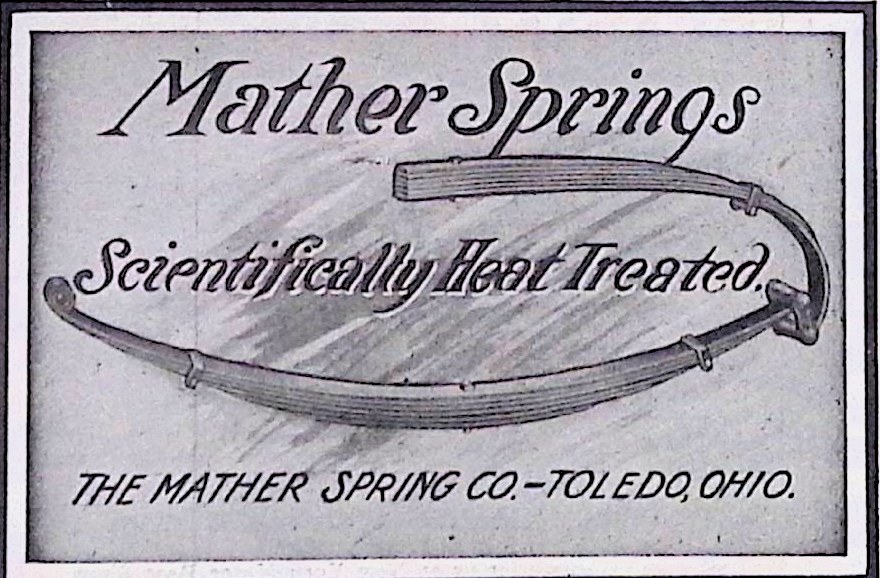 Mather Springs
Scientifically Heat Treated.
THE MATHER SPRING CO.-TOLEDO, OHIO.